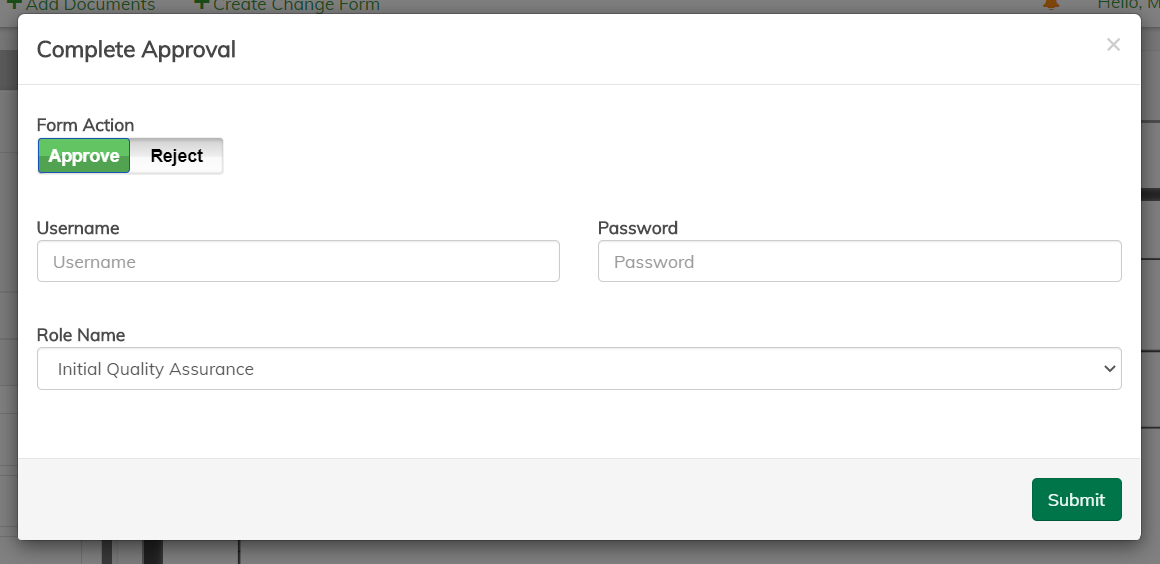 Add Documents Create Change Form Hello, M
Complete Approval ×
Form Action
Approve Reject
Username Password
Username Password
Role Name
Initial Quality Assurance
Submit